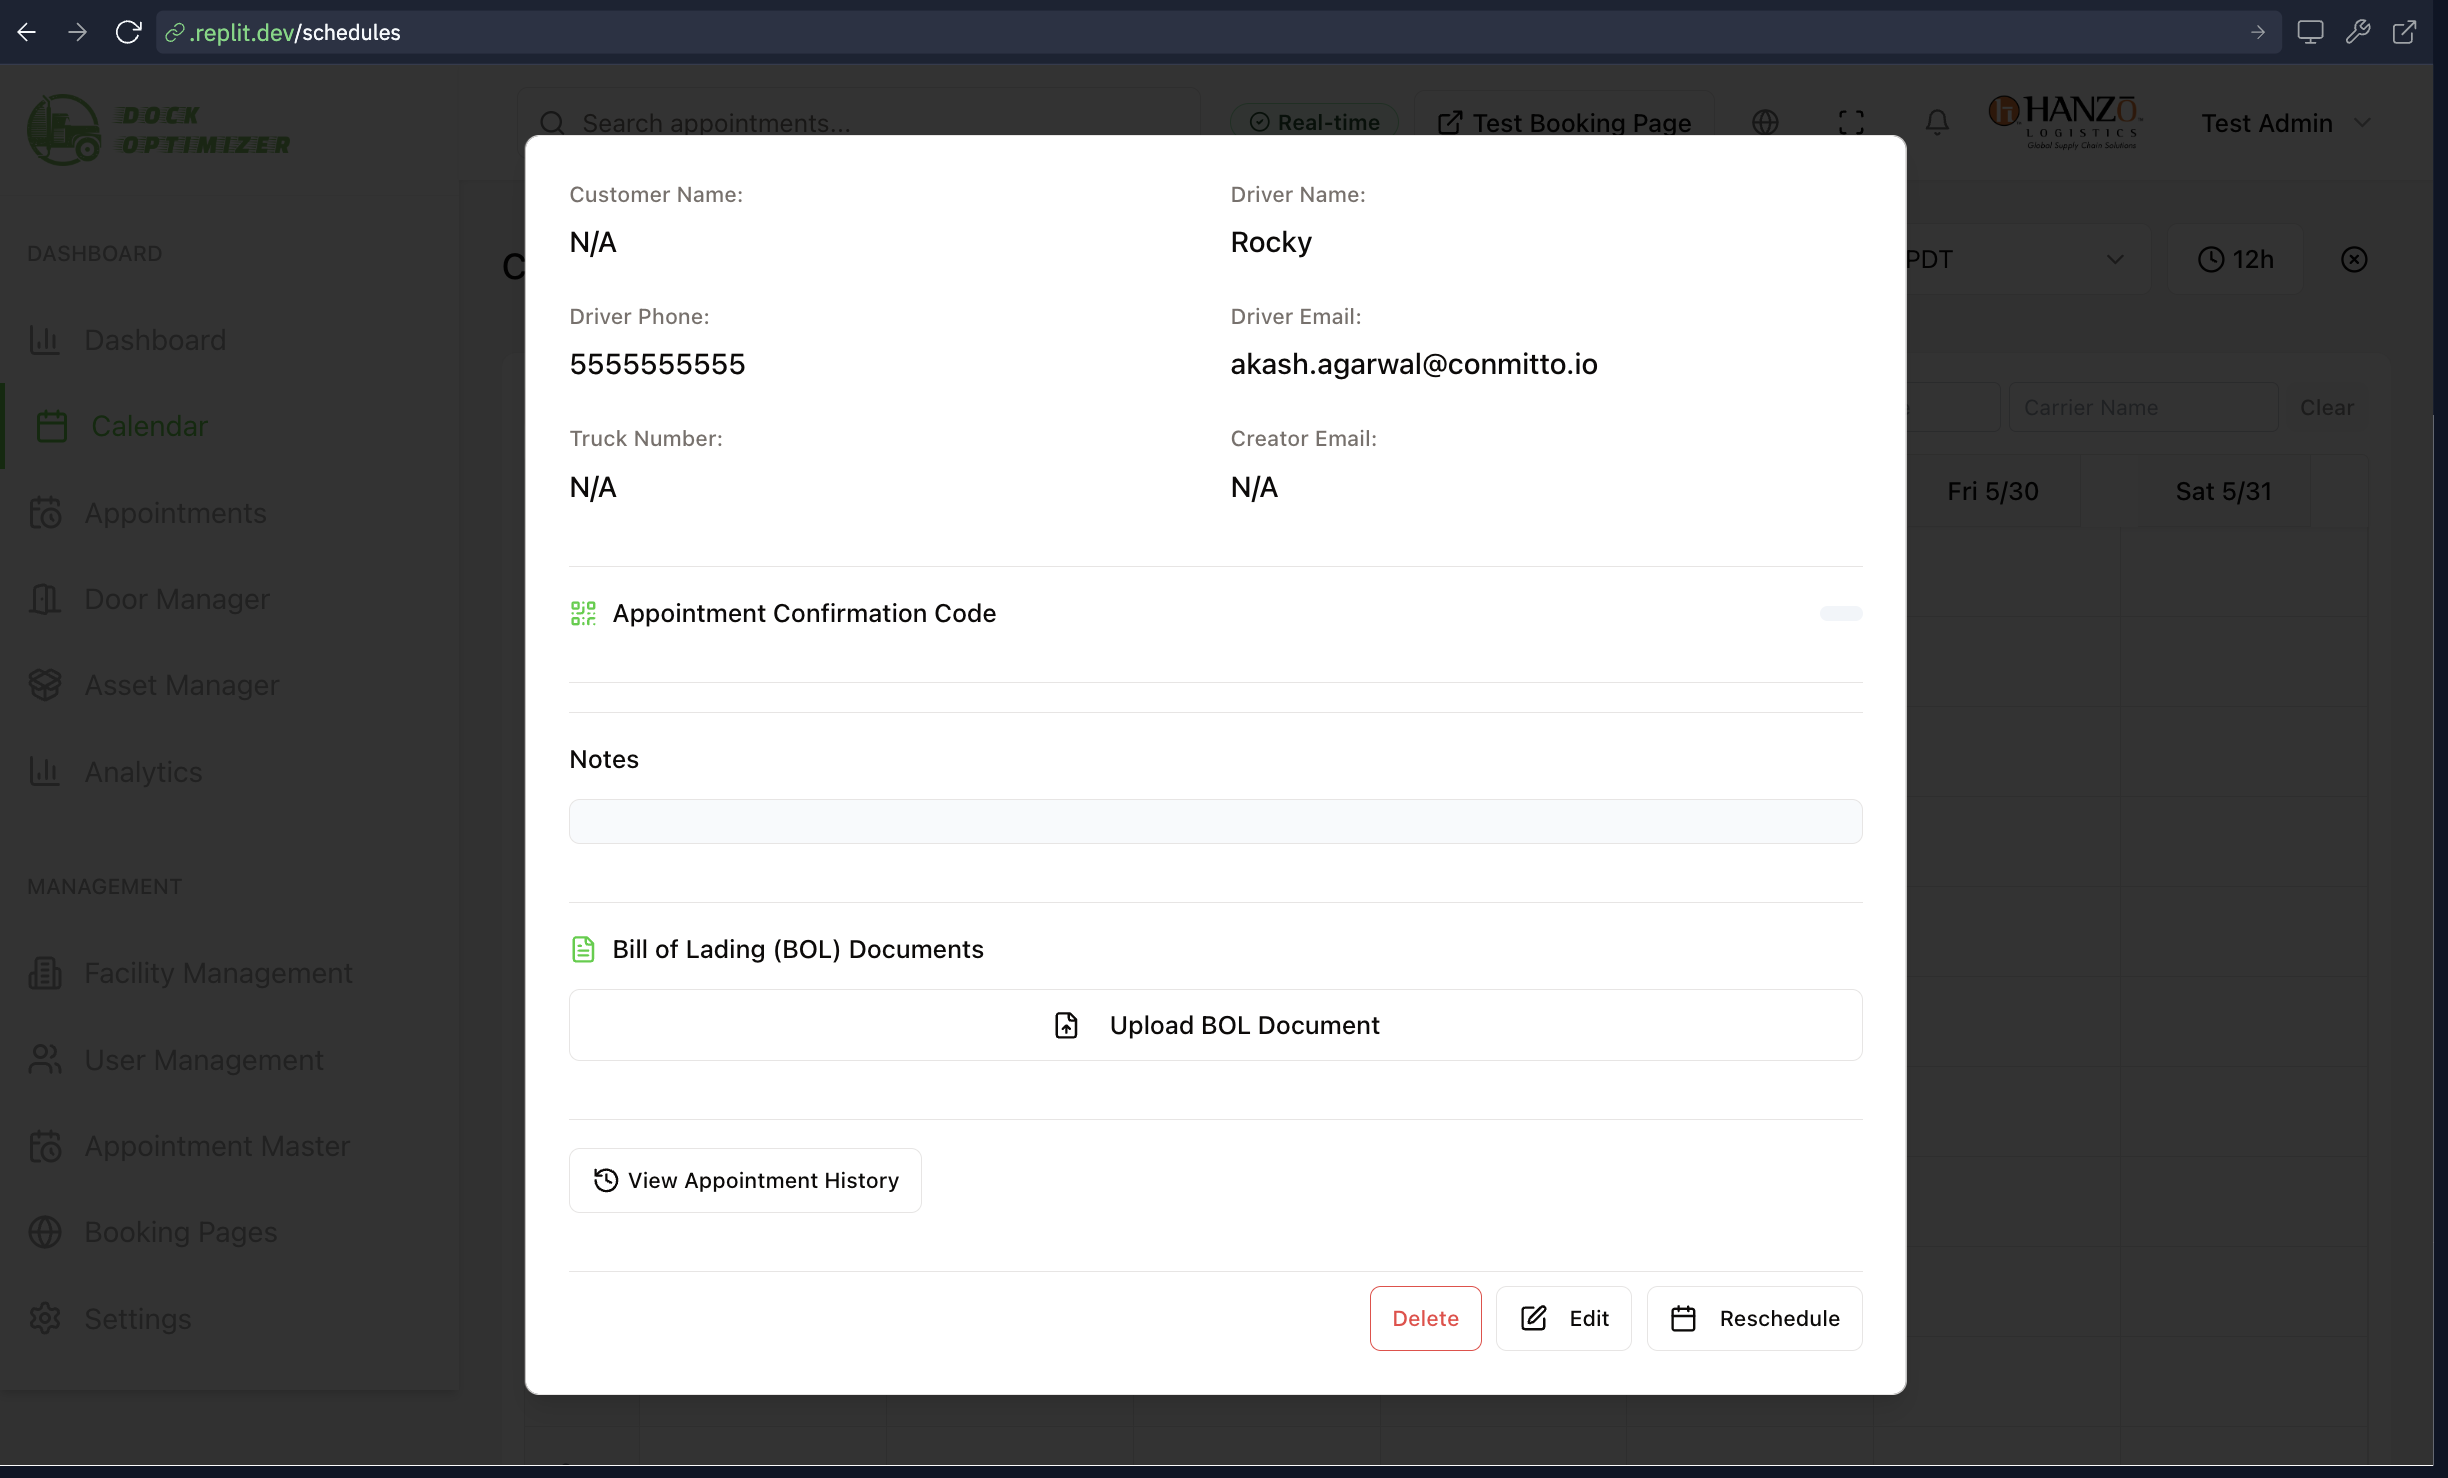 .replit.dev/schedules
DOCK
OPTIMIZER
Search appointments...
Real-time
Test Booking Page
HANZŌ
LOGISTICS
Global Supply Chain Solutions
Test Admin
DASHBOARD
Dashboard
Calendar
Appointments
Door Manager
Asset Manager
Analytics
MANAGEMENT
Facility Management
User Management
Appointment Master
Booking Pages
Settings
PDT
12h
Carrier Name
Clear
Fri 5/30
Sat 5/31
Customer Name:
N/A
Driver Name:
Rocky
Driver Phone:
5555555555
Driver Email:
akash.agarwal@conmitto.io
Truck Number:
N/A
Creator Email:
N/A
Appointment Confirmation Code
Notes
Bill of Lading (BOL) Documents
Upload BOL Document
View Appointment History
Delete
Edit
Reschedule